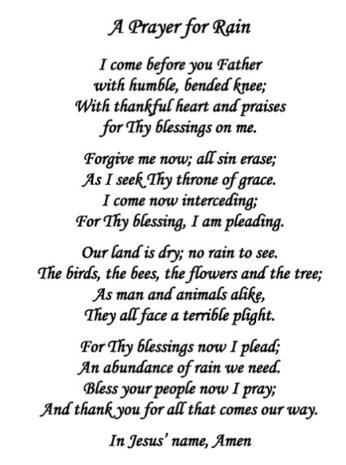 A Prayer for Rain
I come before you Father
with humble, bended knee;
With thankful heart and praises
for Thy blessings on me.
Forgive me now; all sin erase;
As I seek Thy throne of grace.
I come now interceding;
For Thy blessing, I am pleading.
Our land is dry; no rain to see.
The birds, the bees, the flowers and the tree;
As man and animals alike,
They all face a terrible plight.
For Thy blessings now I plead;
An abundance of rain we need.
Bless your people now I pray;
And thank you for all that comes our way.
In Jesus’ name, Amen